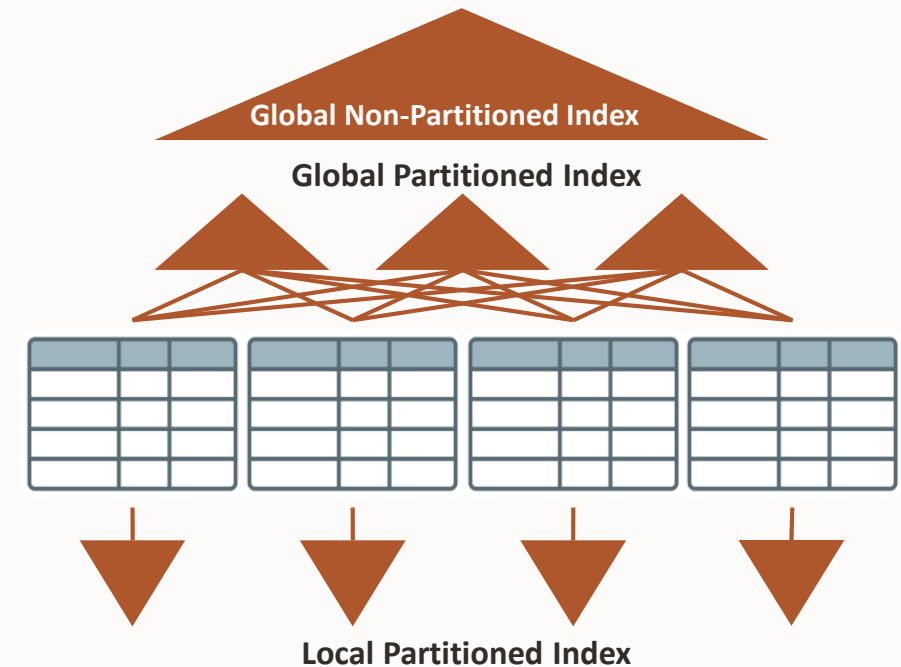 Global Non-Partitioned Index
Global Partitioned Index
Local Partitioned Index